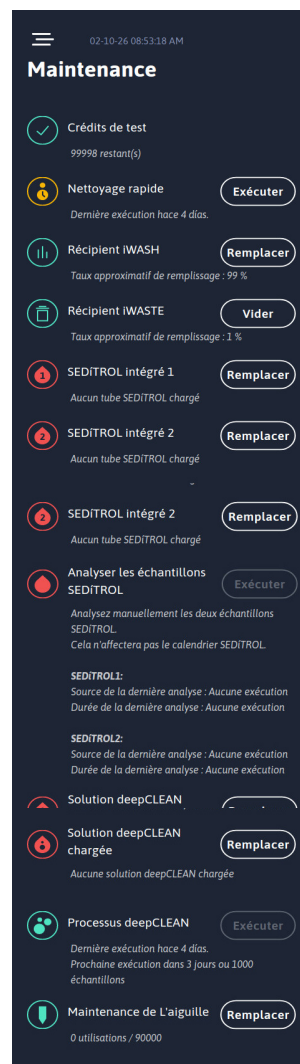 02-10-26 08:53:18 AM
Maintenance
Crédits de test
99998 restant(s)
Nettoyage rapide
Exécuter
Dernière exécution hace 4 días.
Récipient iWASH
Remplacer
Taux approximatif de remplissage : 99 %
Récipient iWASTE
Vider
Taux approximatif de remplissage : 1 %
1
SEDiTROL intégré 1
Remplacer
Aucun tube SEDiTROL chargé
2
SEDiTROL intégré 2
Remplacer
Aucun tube SEDiTROL chargé
2
SEDiTROL intégré 2
Remplacer
Aucun tube SEDiTROL chargé
Analyser les échantillons
SEDiTROL
Exécuter
Analysez manuellement les deux échantillons
SEDiTROL.
Cela n'affectera pas le calendrier SEDiTROL.
SEDiTROL1:
Source de la dernière analyse : Aucune exécution
Durée de la dernière analyse : Aucune exécution
SEDiTROL2:
Source de la dernière analyse : Aucune exécution
Durée de la dernière analyse : Aucune exécution
Solution deepCLEAN
Solution deepCLEAN
chargée
Remplacer
Aucune solution deepCLEAN chargée
Processus deepCLEAN
Exécuter
Dernière exécution hace 4 días.
Prochaine exécution dans 3 jours ou 1000
échantillons
Maintenance de L'aiguille
Remplacer
0 utilisations / 90000